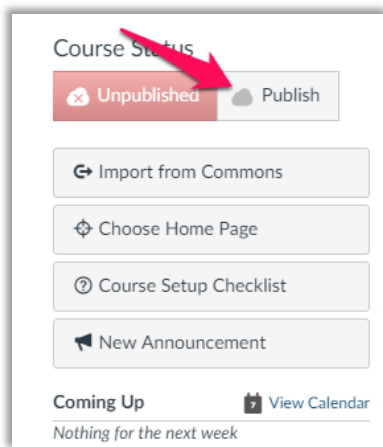 Course Status
Unpublished Publish
Import from Commons
Choose Home Page
Course Setup Checklist
New Announcement
Coming Up View Calendar
Nothing for the next week